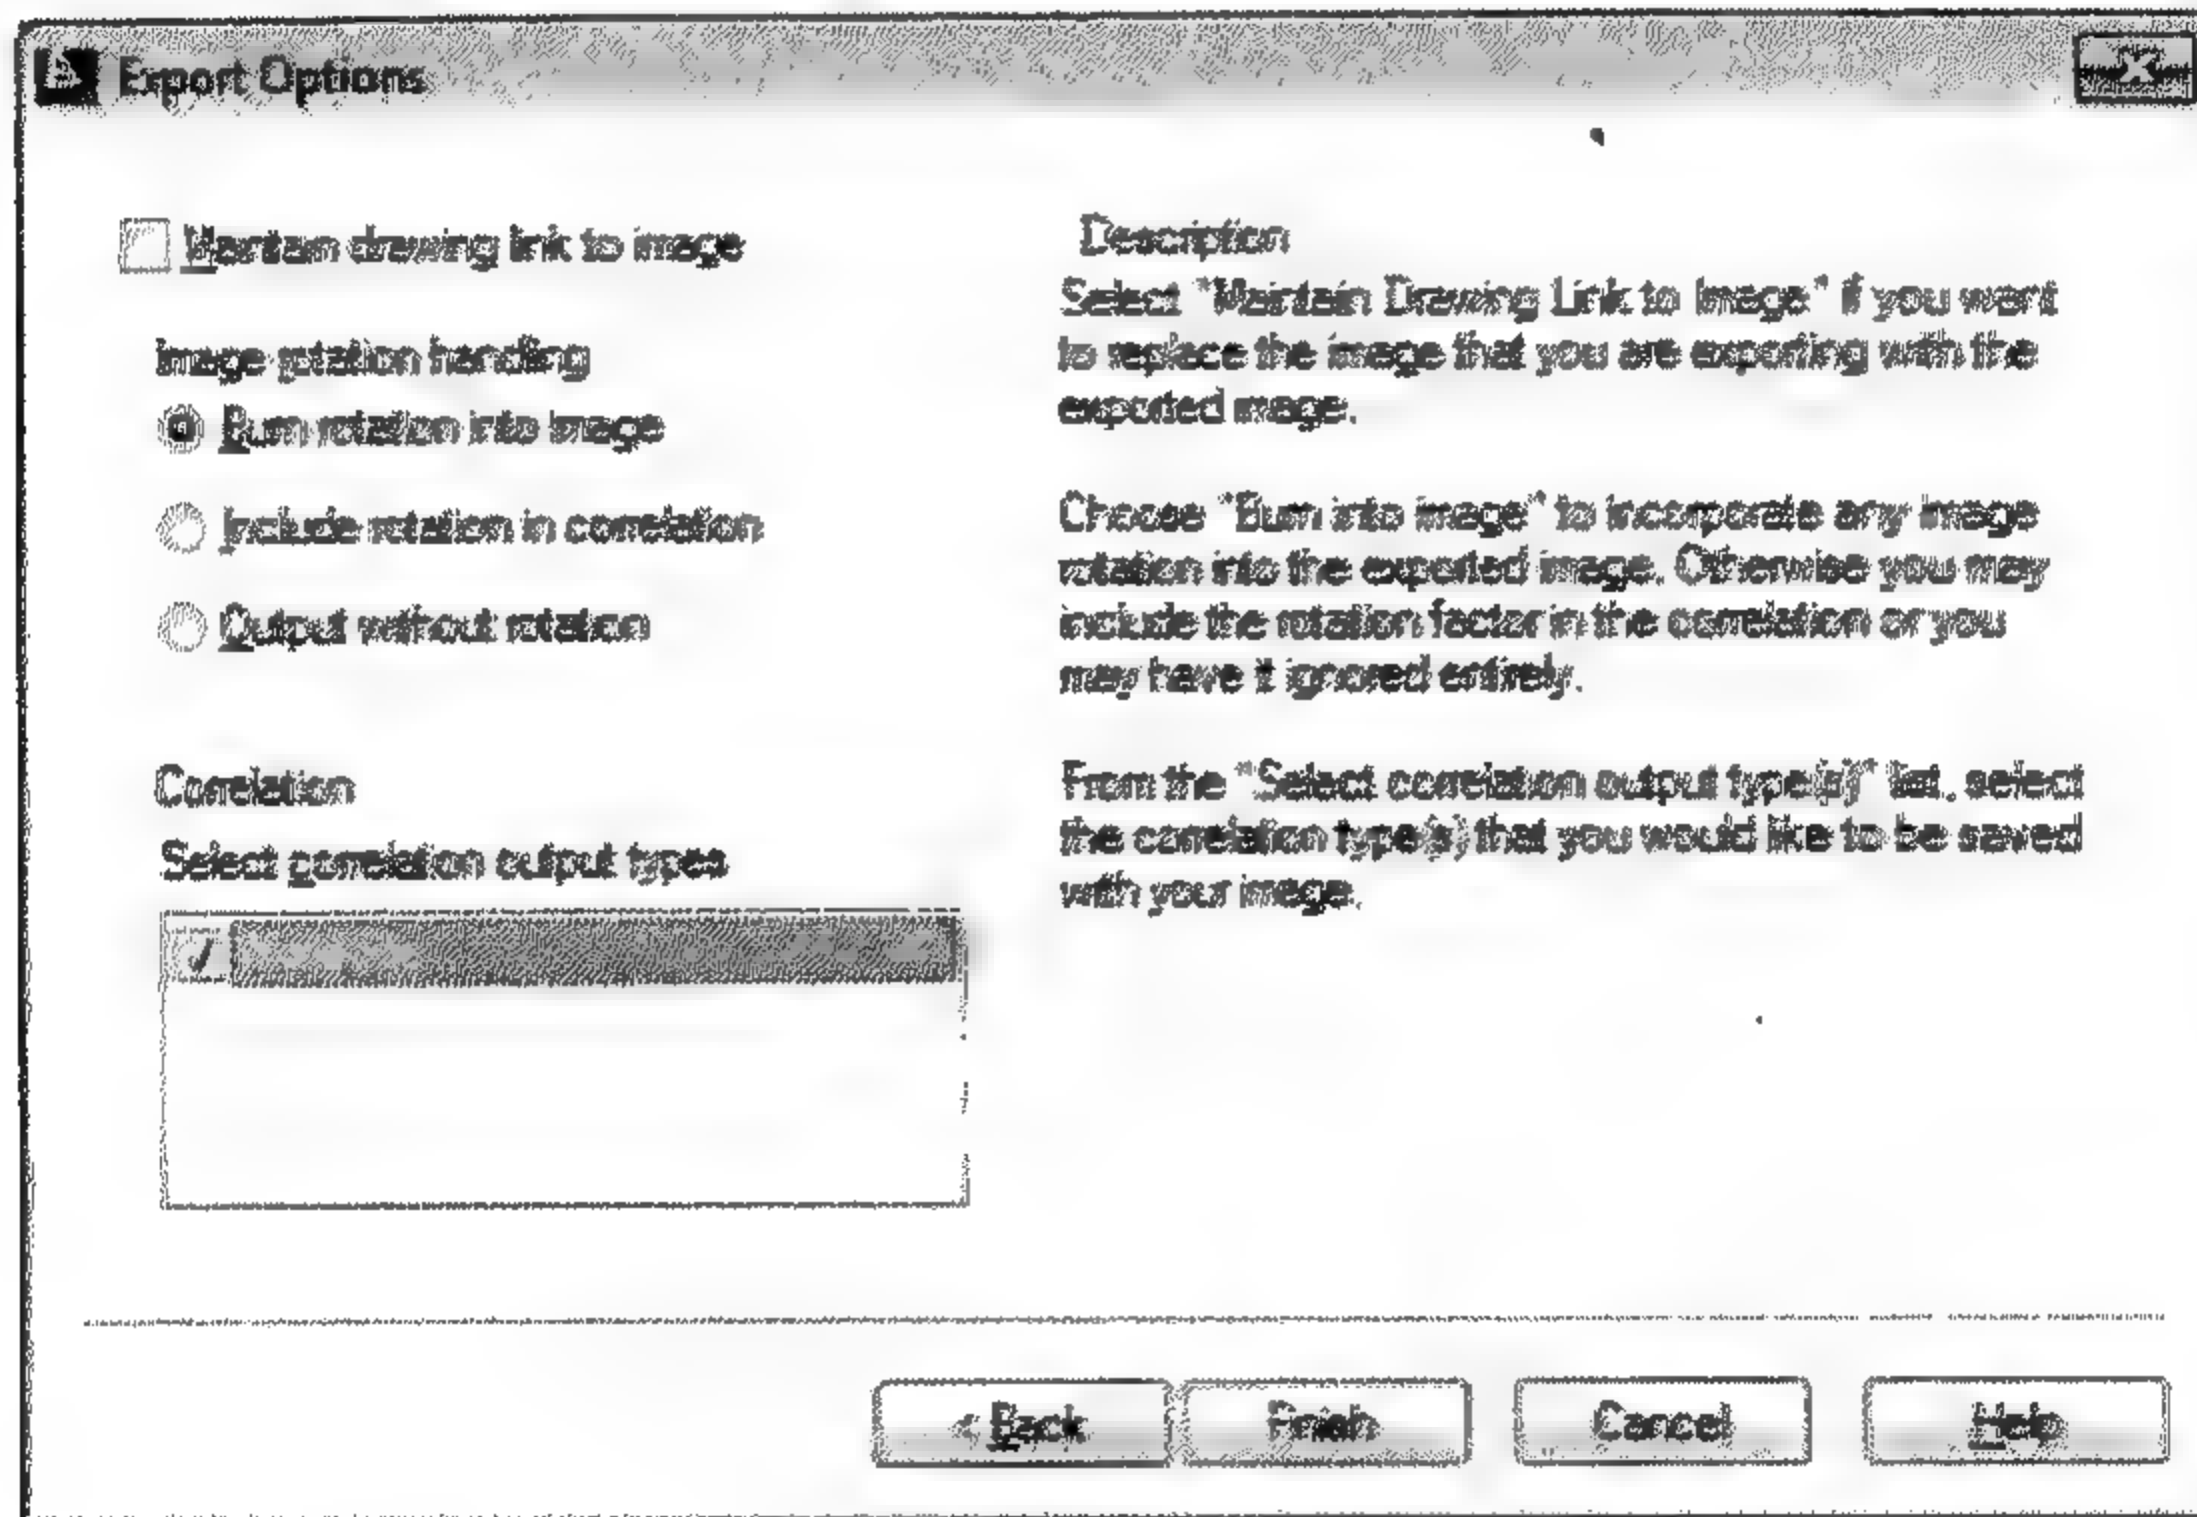 Export Options
Maintain drawing link to image
Image rotation handling
Burn rotation into image
Include rotation in correlation
Output without rotation
Correlation
Select correlation output types
Description
Select "Maintain Drawing Link to Image" if you want
to replace the image that you are exporting with the
exported image.
Choose "Burn into image" to incorporate any image
rotation into the exported image. Otherwise you may
include the rotation factor in the correlation or you
may have it ignored entirely.
From the "Select correlation output type(s)" list, select
the correlation type(s) that you would like to be saved
with your image.
< Back
Finish
Cancel
Help